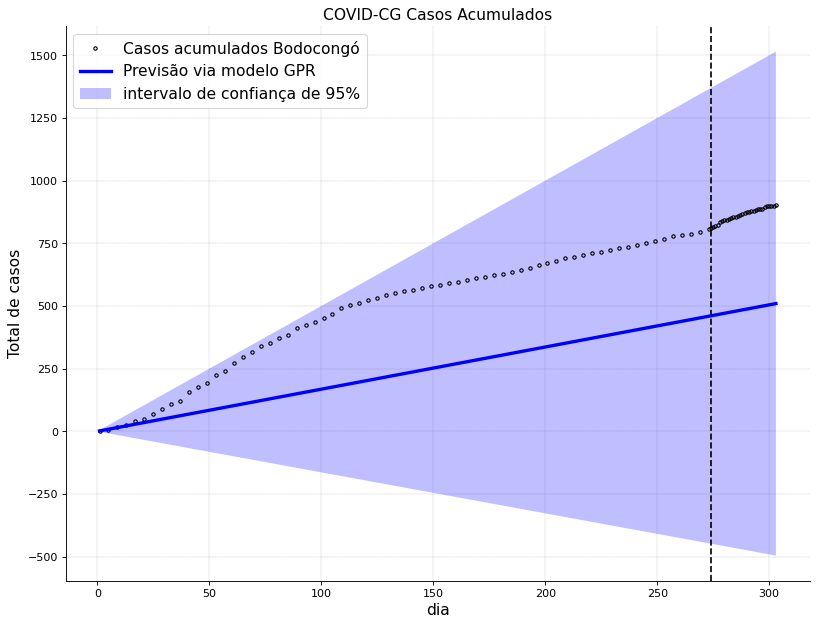 COVID-CG Casos Acumulados
Casos acumulados Bodocongó
Previsão via modelo GPR
intervalo de confiança de 95%
Total de casos
1500
1250
1000
750
500
250
0
−250
−500
0 50 100 150 200 250 300
dia